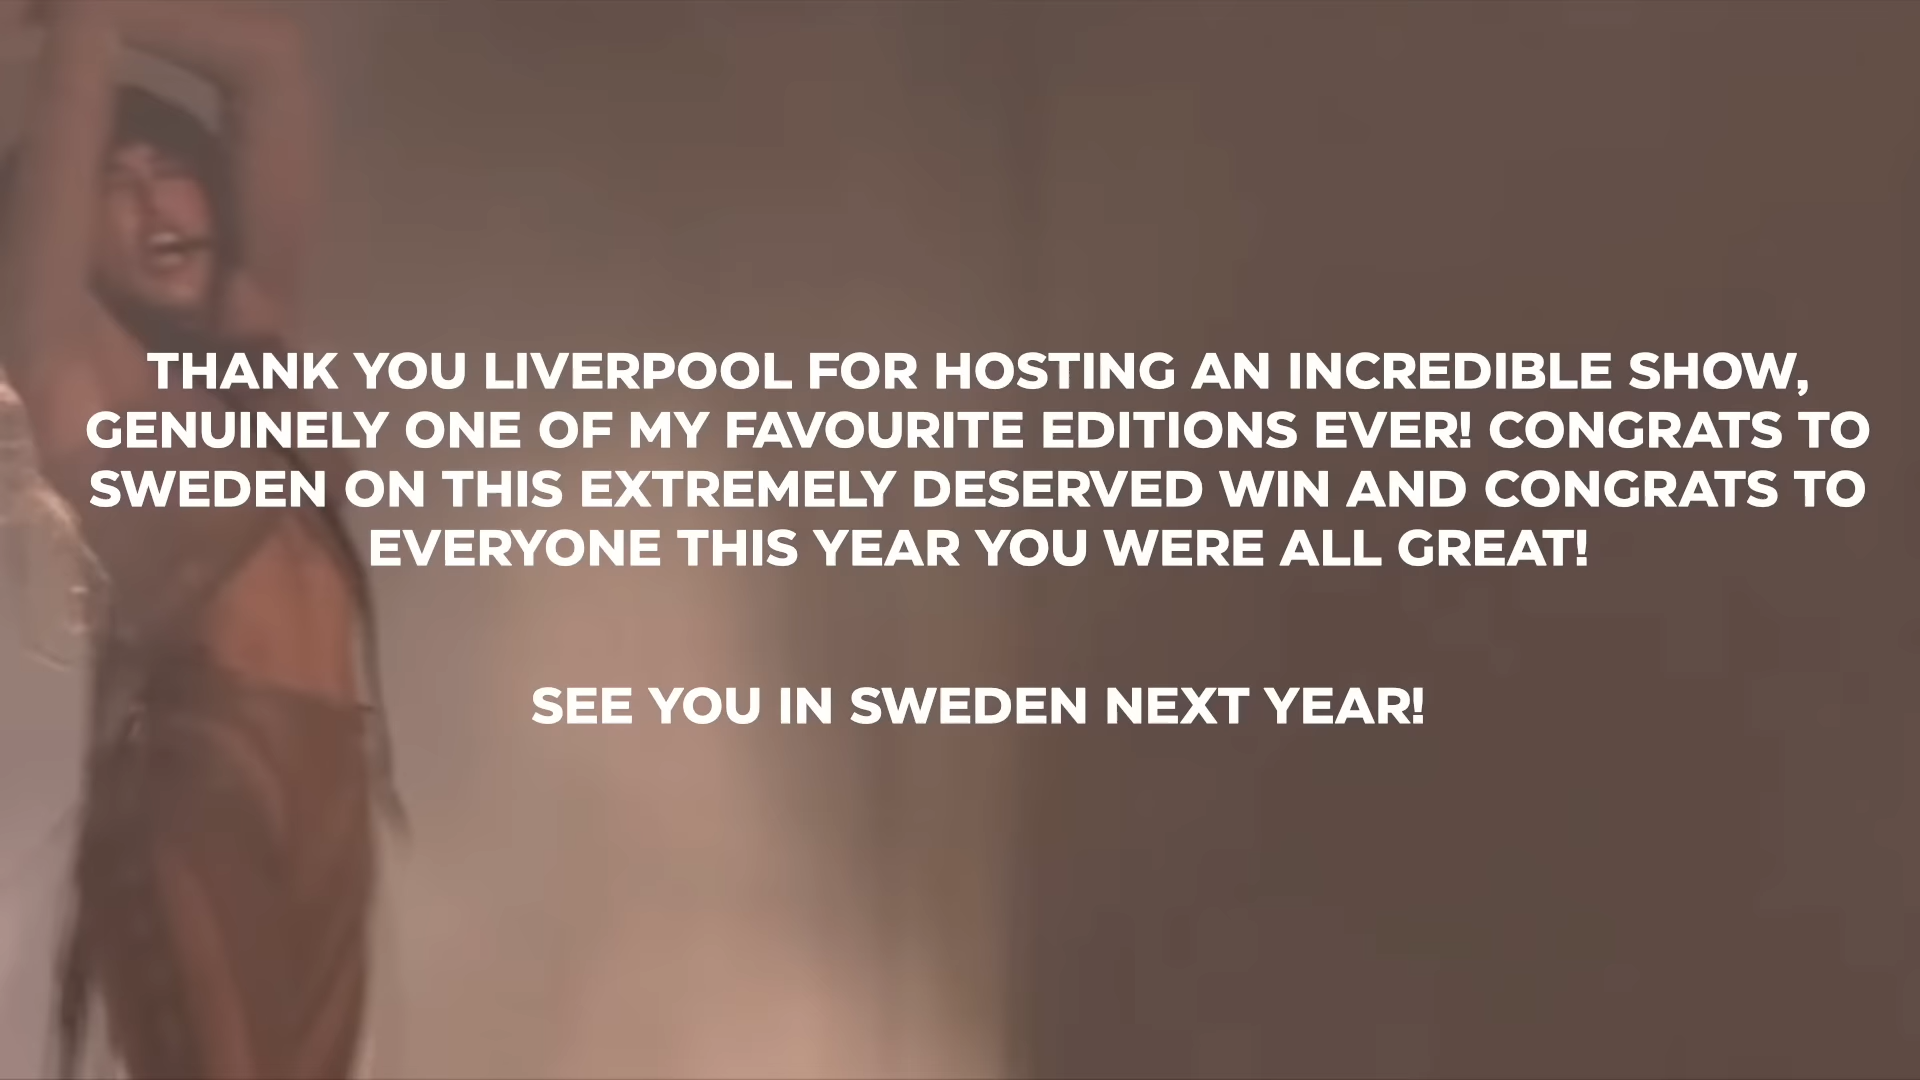 THANK YOU LIVERPOOL FOR HOSTING AN INCREDIBLE SHOW,
GENUINELY ONE OF MY FAVOURITE EDITIONS EVER! CONGRATS TO
SWEDEN ON THIS EXTREMELY DESERVED WIN AND CONGRATS TO
EVERYONE THIS YEAR YOU WERE ALL GREAT!
SEE YOU IN SWEDEN NEXT YEAR!